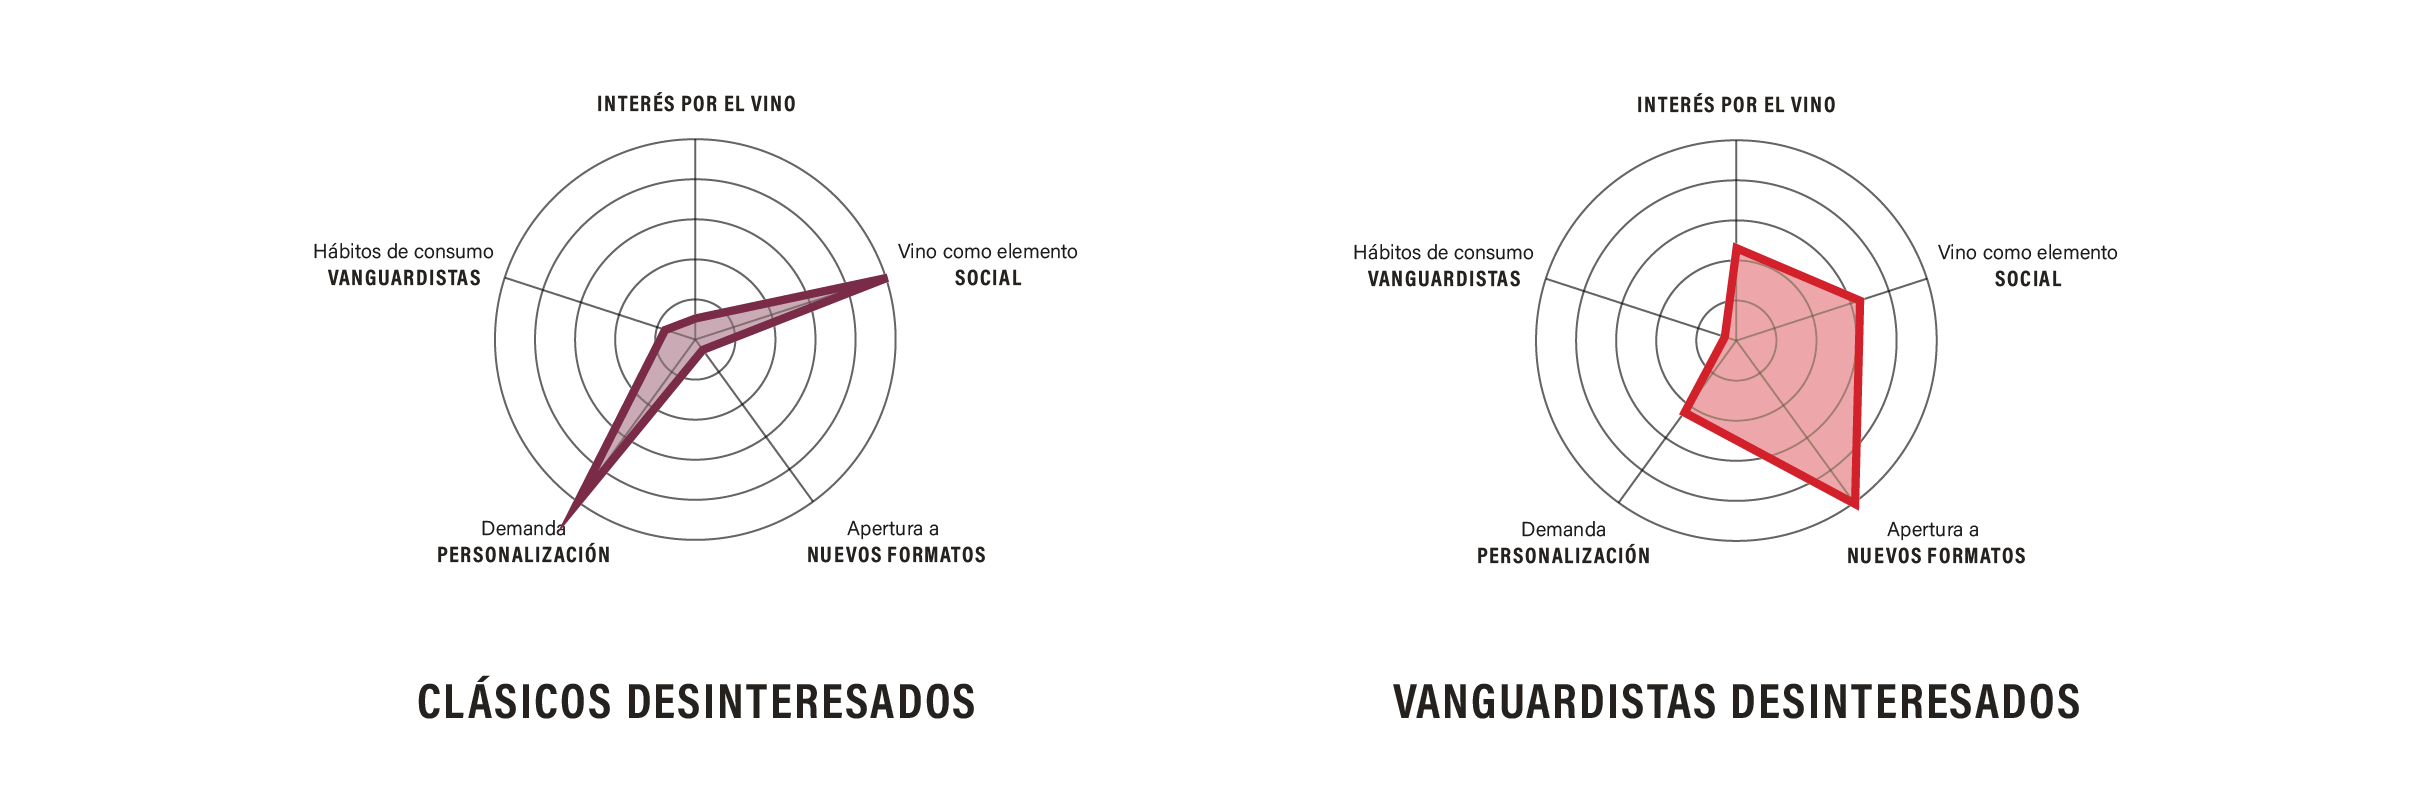 INTERÉS POR EL VINO
Hábitos de consumo
VANGUARDISTAS
Vino como elemento
SOCIAL
Demanda
PERSONALIZACIÓN
Apertura a
NUEVOS FORMATOS
CLÁSICOS DESINTERESADOS
INTERÉS POR EL VINO
Hábitos de consumo
VANGUARDISTAS
Vino como elemento
SOCIAL
Demanda
PERSONALIZACIÓN
Apertura a
NUEVOS FORMATOS
VANGUARDISTAS DESINTERESADOS